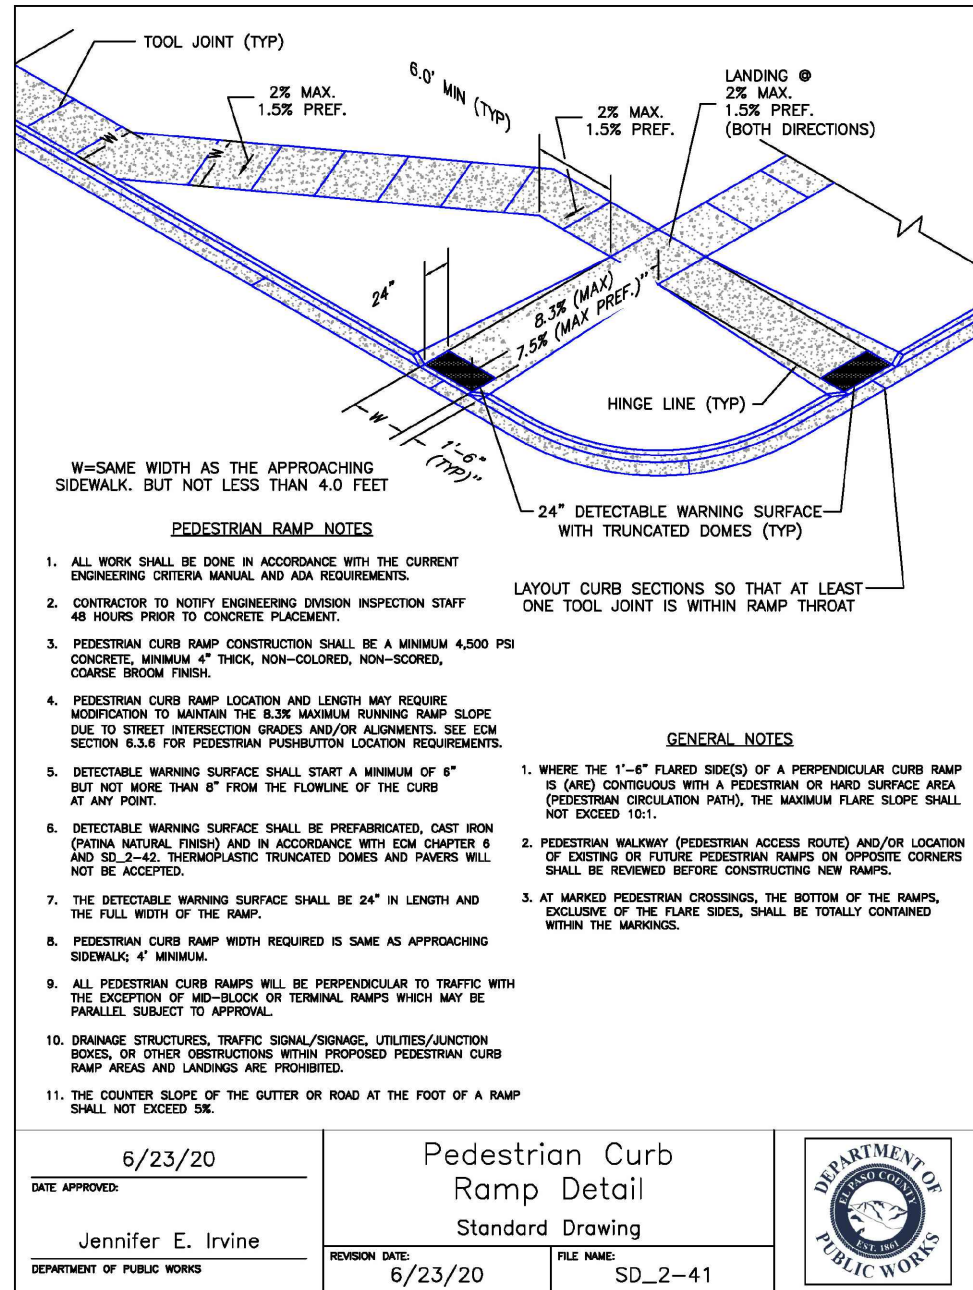 TOOL JOINT (TYP)
2% MAX.
1.5% PREF.
6.0' MIN (TYP)
2% MAX.
1.5% PREF.
LANDING @
2% MAX.
1.5% PREF.
(BOTH DIRECTIONS)
W
W
24"
8.3% (MAX)
7.5% (MAX PREF.)"
HINGE LINE (TYP)
W
1'-6"
(TYP)"
W=SAME WIDTH AS THE APPROACHING
SIDEWALK. BUT NOT LESS THAN 4.0 FEET
24" DETECTABLE WARNING SURFACE
WITH TRUNCATED DOMES (TYP)
LAYOUT CURB SECTIONS SO THAT AT LEAST
ONE TOOL JOINT IS WITHIN RAMP THROAT
PEDESTRIAN RAMP NOTES
1. ALL WORK SHALL BE DONE IN ACCORDANCE WITH THE CURRENT
ENGINEERING CRITERIA MANUAL AND ADA REQUIREMENTS.
2. CONTRACTOR TO NOTIFY ENGINEERING DIVISION INSPECTION STAFF
48 HOURS PRIOR TO CONCRETE PLACEMENT.
3. PEDESTRIAN CURB RAMP CONSTRUCTION SHALL BE A MINIMUM 4,500 PSI
CONCRETE, MINIMUM 4" THICK, NON-COLORED, NON-SCORED,
COARSE BROOM FINISH.
4. PEDESTRIAN CURB RAMP LOCATION AND LENGTH MAY REQUIRE
MODIFICATION TO MAINTAIN THE 8.3% MAXIMUM RUNNING RAMP SLOPE
DUE TO STREET INTERSECTION GRADES AND/OR ALIGNMENTS. SEE ECM
SECTION 6.3.6 FOR PEDESTRIAN PUSHBUTTON LOCATION REQUIREMENTS.
5. DETECTABLE WARNING SURFACE SHALL START A MINIMUM OF 6"
BUT NOT MORE THAN 8" FROM THE FLOWLINE OF THE CURB
AT ANY POINT.
6. DETECTABLE WARNING SURFACE SHALL BE PREFABRICATED, CAST IRON
(PATINA NATURAL FINISH) AND IN ACCORDANCE WITH ECM CHAPTER 6
AND SD_2-42. THERMOPLASTIC TRUNCATED DOMES AND PAVERS WILL
NOT BE ACCEPTED.
7. THE DETECTABLE WARNING SURFACE SHALL BE 24" IN LENGTH AND
THE FULL WIDTH OF THE RAMP.
8. PEDESTRIAN CURB RAMP WIDTH REQUIRED IS SAME AS APPROACHING
SIDEWALK; 4' MINIMUM.
9. ALL PEDESTRIAN CURB RAMPS WILL BE PERPENDICULAR TO TRAFFIC WITH
THE EXCEPTION OF MID-BLOCK OR TERMINAL RAMPS WHICH MAY BE
PARALLEL SUBJECT TO APPROVAL.
10. DRAINAGE STRUCTURES, TRAFFIC SIGNAL/SIGNAGE, UTILITIES/JUNCTION
BOXES, OR OTHER OBSTRUCTIONS WITHIN PROPOSED PEDESTRIAN CURB
RAMP AREAS AND LANDINGS ARE PROHIBITED.
11. THE COUNTER SLOPE OF THE GUTTER OR ROAD AT THE FOOT OF A RAMP
SHALL NOT EXCEED 5%.
GENERAL NOTES
1. WHERE THE 1'-6" FLARED SIDE(S) OF A PERPENDICULAR CURB RAMP
IS (ARE) CONTIGUOUS WITH A PEDESTRIAN OR HARD SURFACE AREA
(PEDESTRIAN CIRCULATION PATH), THE MAXIMUM FLARE SLOPE SHALL
NOT EXCEED 10:1.
2. PEDESTRIAN WALKWAY (PEDESTRIAN ACCESS ROUTE) AND/OR LOCATION
OF EXISTING OR FUTURE PEDESTRIAN RAMPS ON OPPOSITE CORNERS
SHALL BE REVIEWED BEFORE CONSTRUCTING NEW RAMPS.
3. AT MARKED PEDESTRIAN CROSSINGS, THE BOTTOM OF THE RAMPS,
EXCLUSIVE OF THE FLARE SIDES, SHALL BE TOTALLY CONTAINED
WITHIN THE MARKINGS.
6/23/20
DATE APPROVED:
Jennifer E. Irvine
DEPARTMENT OF PUBLIC WORKS
Pedestrian Curb
Ramp Detail
Standard Drawing
REVISION DATE:
6/23/20
FILE NAME:
SD_2-41
DEPARTMENT OF
EL PASO COUNTY
EST. 1861
PUBLIC WORKS